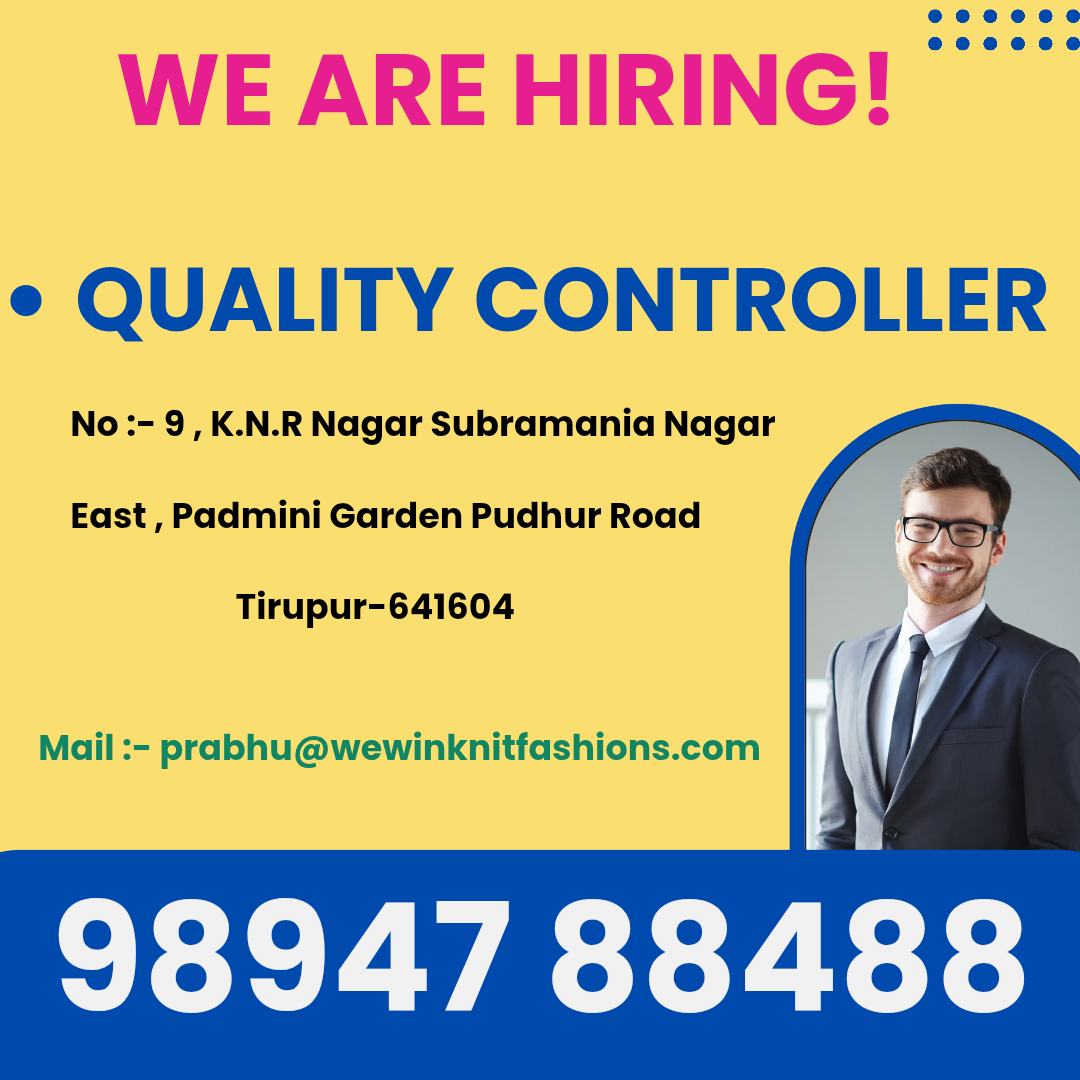 WE ARE HIRING!
• QUALITY CONTROLLER
No :- 9 , K.N.R Nagar Subramania Nagar
East , Padmini Garden Pudhur Road
Tirupur-641604
Mail :- prabhu@wewinknitfashions.com
98947 88488